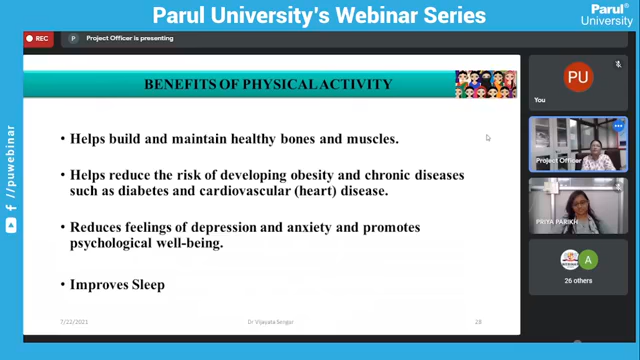 Parul University's Webinar Series
Parul®
University
REC
P
Project Officer is presenting
BENEFITS OF PHYSICAL ACTIVITY
• Helps build and maintain healthy bones and muscles.
• Helps reduce the risk of developing obesity and chronic diseases
such as diabetes and cardiovascular (heart) disease.
• Reduces feelings of depression and anxiety and promotes
psychological well-being.
• Improves Sleep
7/22/2021
Dr Vijayata Sengar
28
PU
You
Project Officer
PRIYA PARIKH
A
26 others
/puwebinar